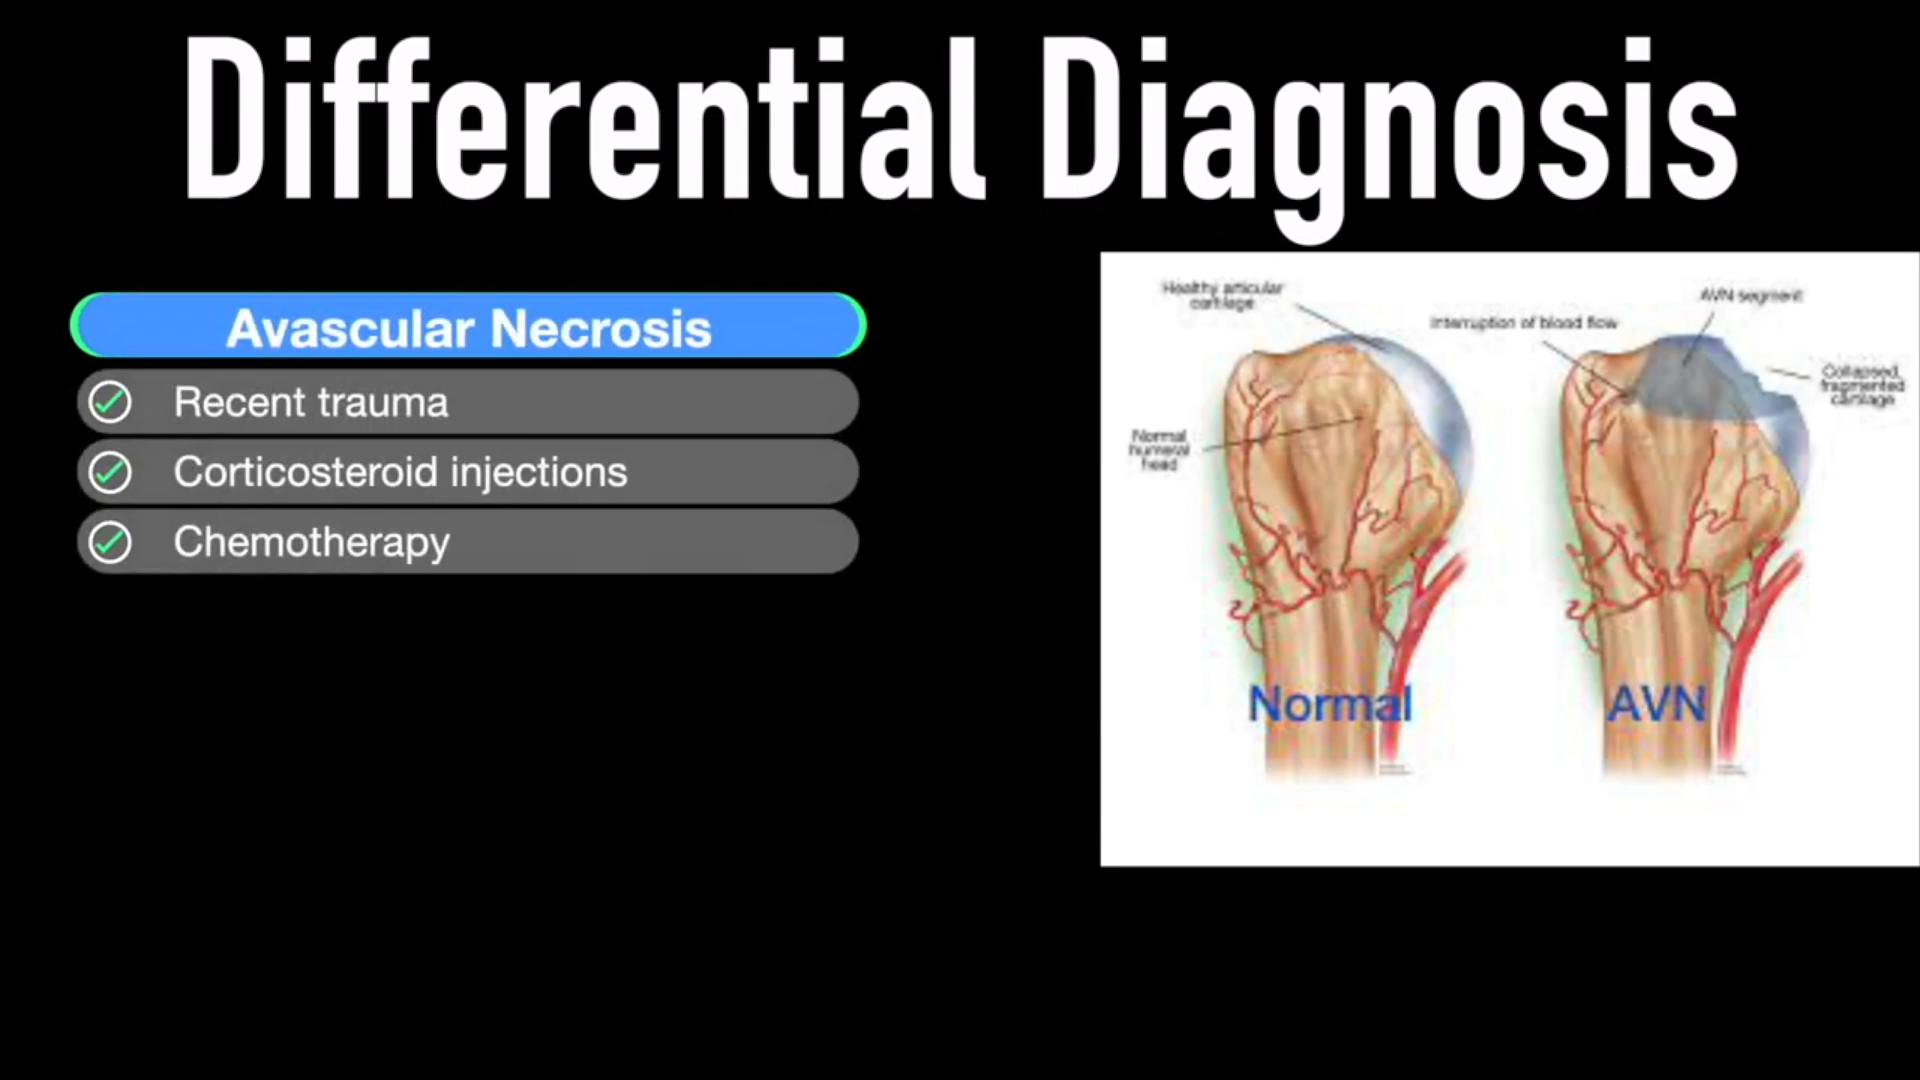 Differential Diagnosis
Avascular Necrosis
Recent trauma
Corticosteroid injections
Chemotherapy
Healthy articular
cartilage
Interruption of blood flow
AVN segment
Collapsed,
fragmented
cartilage
Normal
humeral
head
Normal
AVN